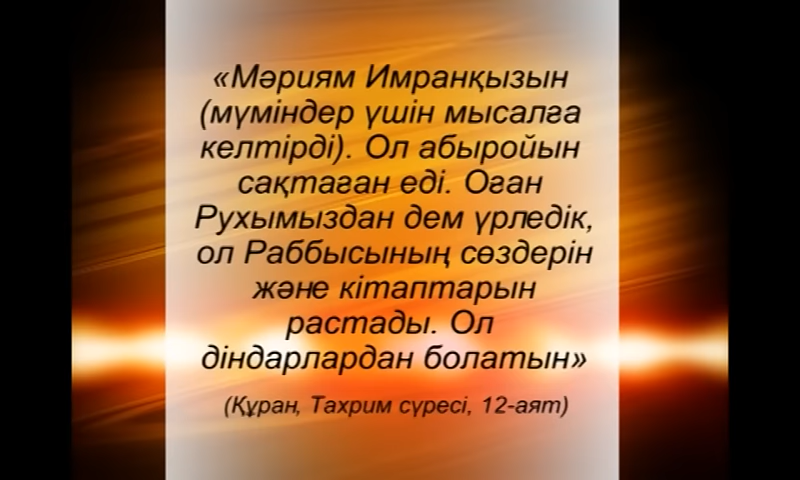 «Мәриям Имранқызын
(мүміндер үшін мысалға
келтірді). Ол абыройын
сақтаған еді. Оған
Рухымыздан дем үрледік,
ол Раббысының сөздерін
және кітаптарын
растады. Ол
діндарлардан болатын»
(Құран, Тахрим сүресі, 12-аят)